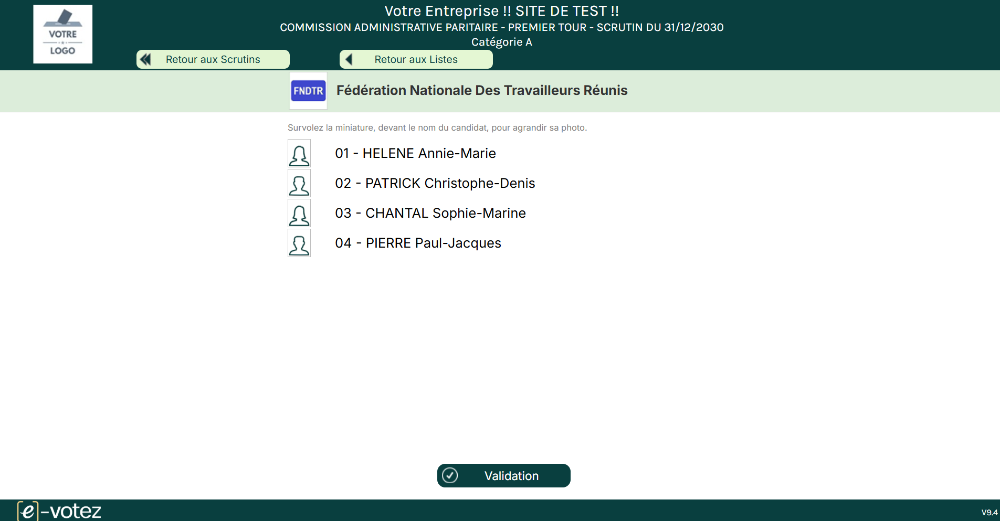 Votre Entreprise !! SITE DE TEST !!
COMMISSION ADMINISTRATIVE PARITAIRE - PREMIER TOUR - SCRUTIN DU 31/12/2030
Catégorie A
VOTRE
LOGO
Retour aux Scrutins
Retour aux Listes
FNDTR
Fédération Nationale Des Travailleurs Réunis
Survolez la miniature, devant le nom du candidat, pour agrandir sa photo.
01 - HELENE Annie-Marie
02 - PATRICK Christophe-Denis
03 - CHANTAL Sophie-Marine
04 - PIERRE Paul-Jacques
Validation
[e]-votez
V9.4